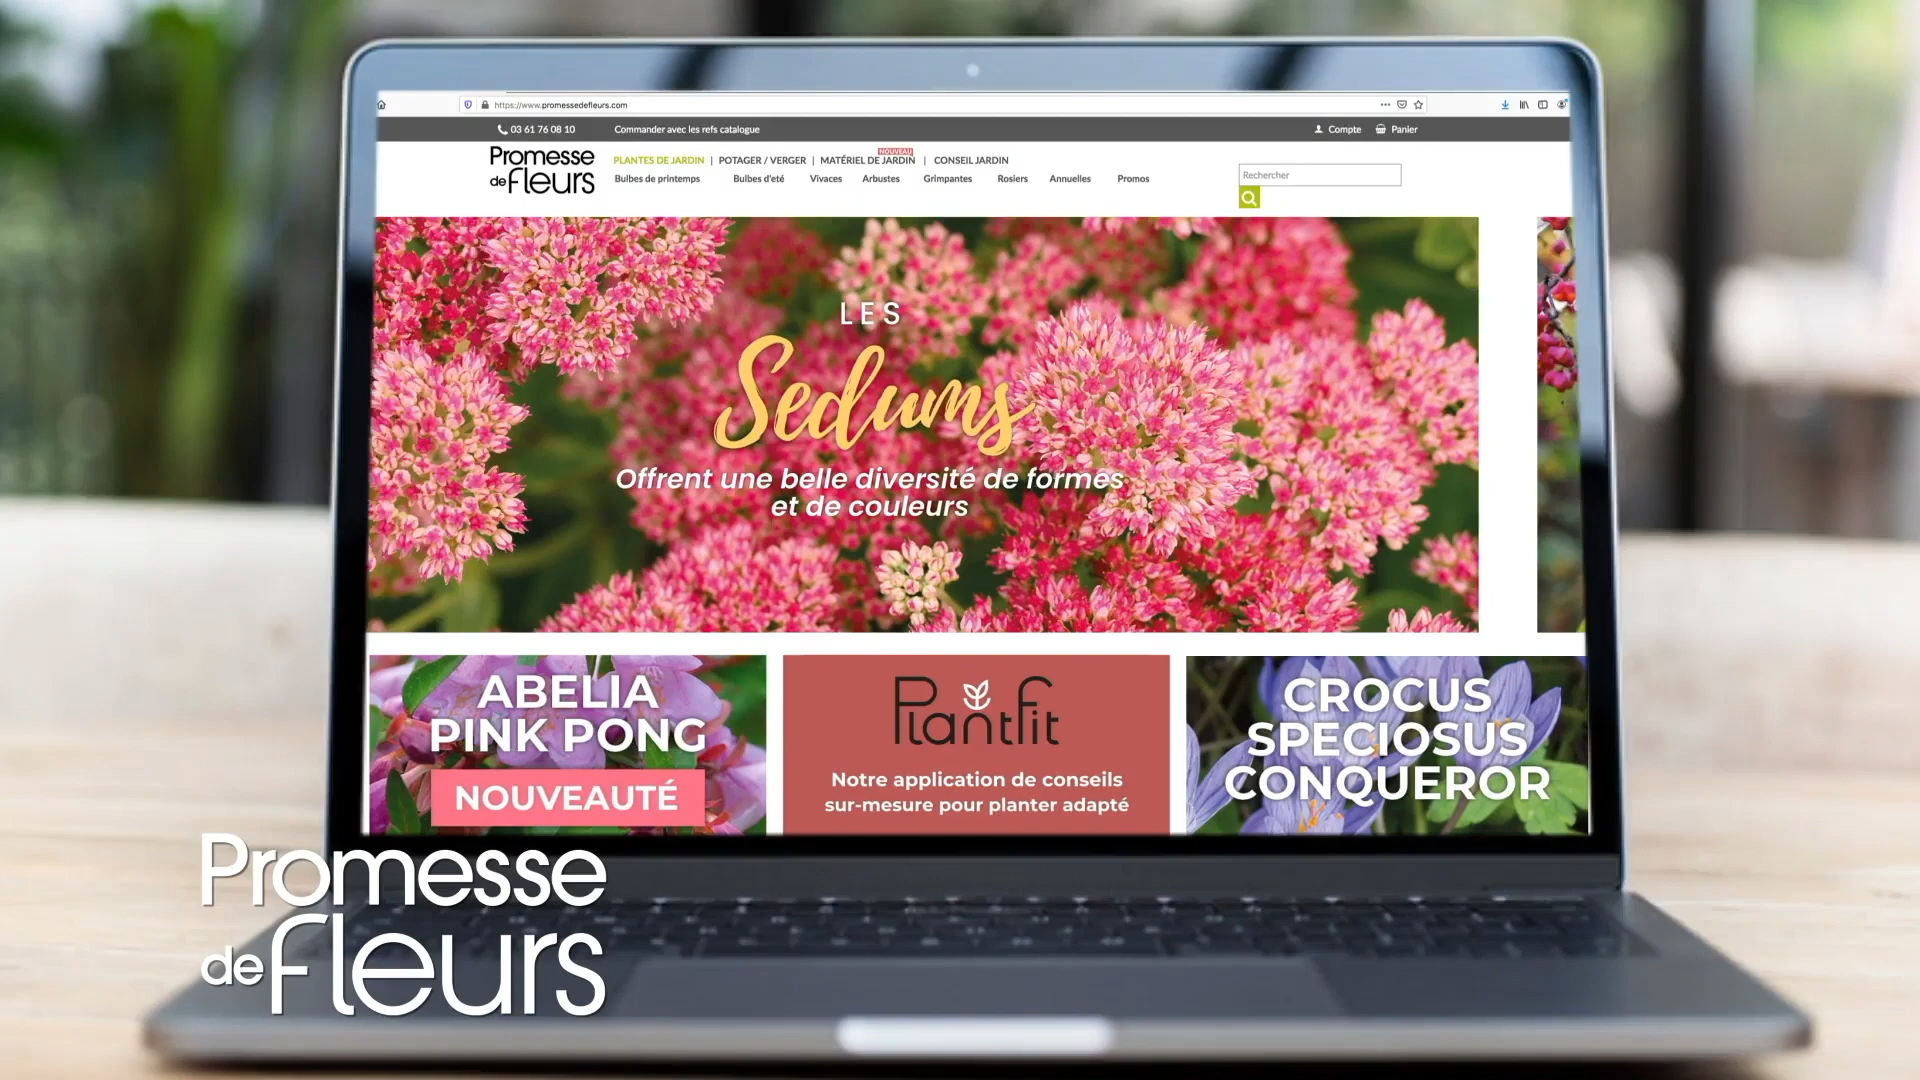 https://www.promessedefleurs.com
03 61 76 08 10
Commander avec les refs catalogue
Compte
Panier
Promesse
de Fleurs
NOUVEAU
PLANTES DE JARDIN | POTAGER / VERGER | MATÉRIEL DE JARDIN | CONSEIL JARDIN
Bulbes de printemps Bulbes d'eté Vivaces Arbustes Grimpantes Rosiers Annuelles Promos
Rechercher
LES
Sedums
Offrent une belle diversité de formes
et de couleurs
ABELIA
PINK PONG
NOUVEAUTÉ
PlantFit
Notre application de conseils
sur-mesure pour planter adapté
CROCUS
SPECIOSUS
CONQUEROR
Promesse
de Fleurs